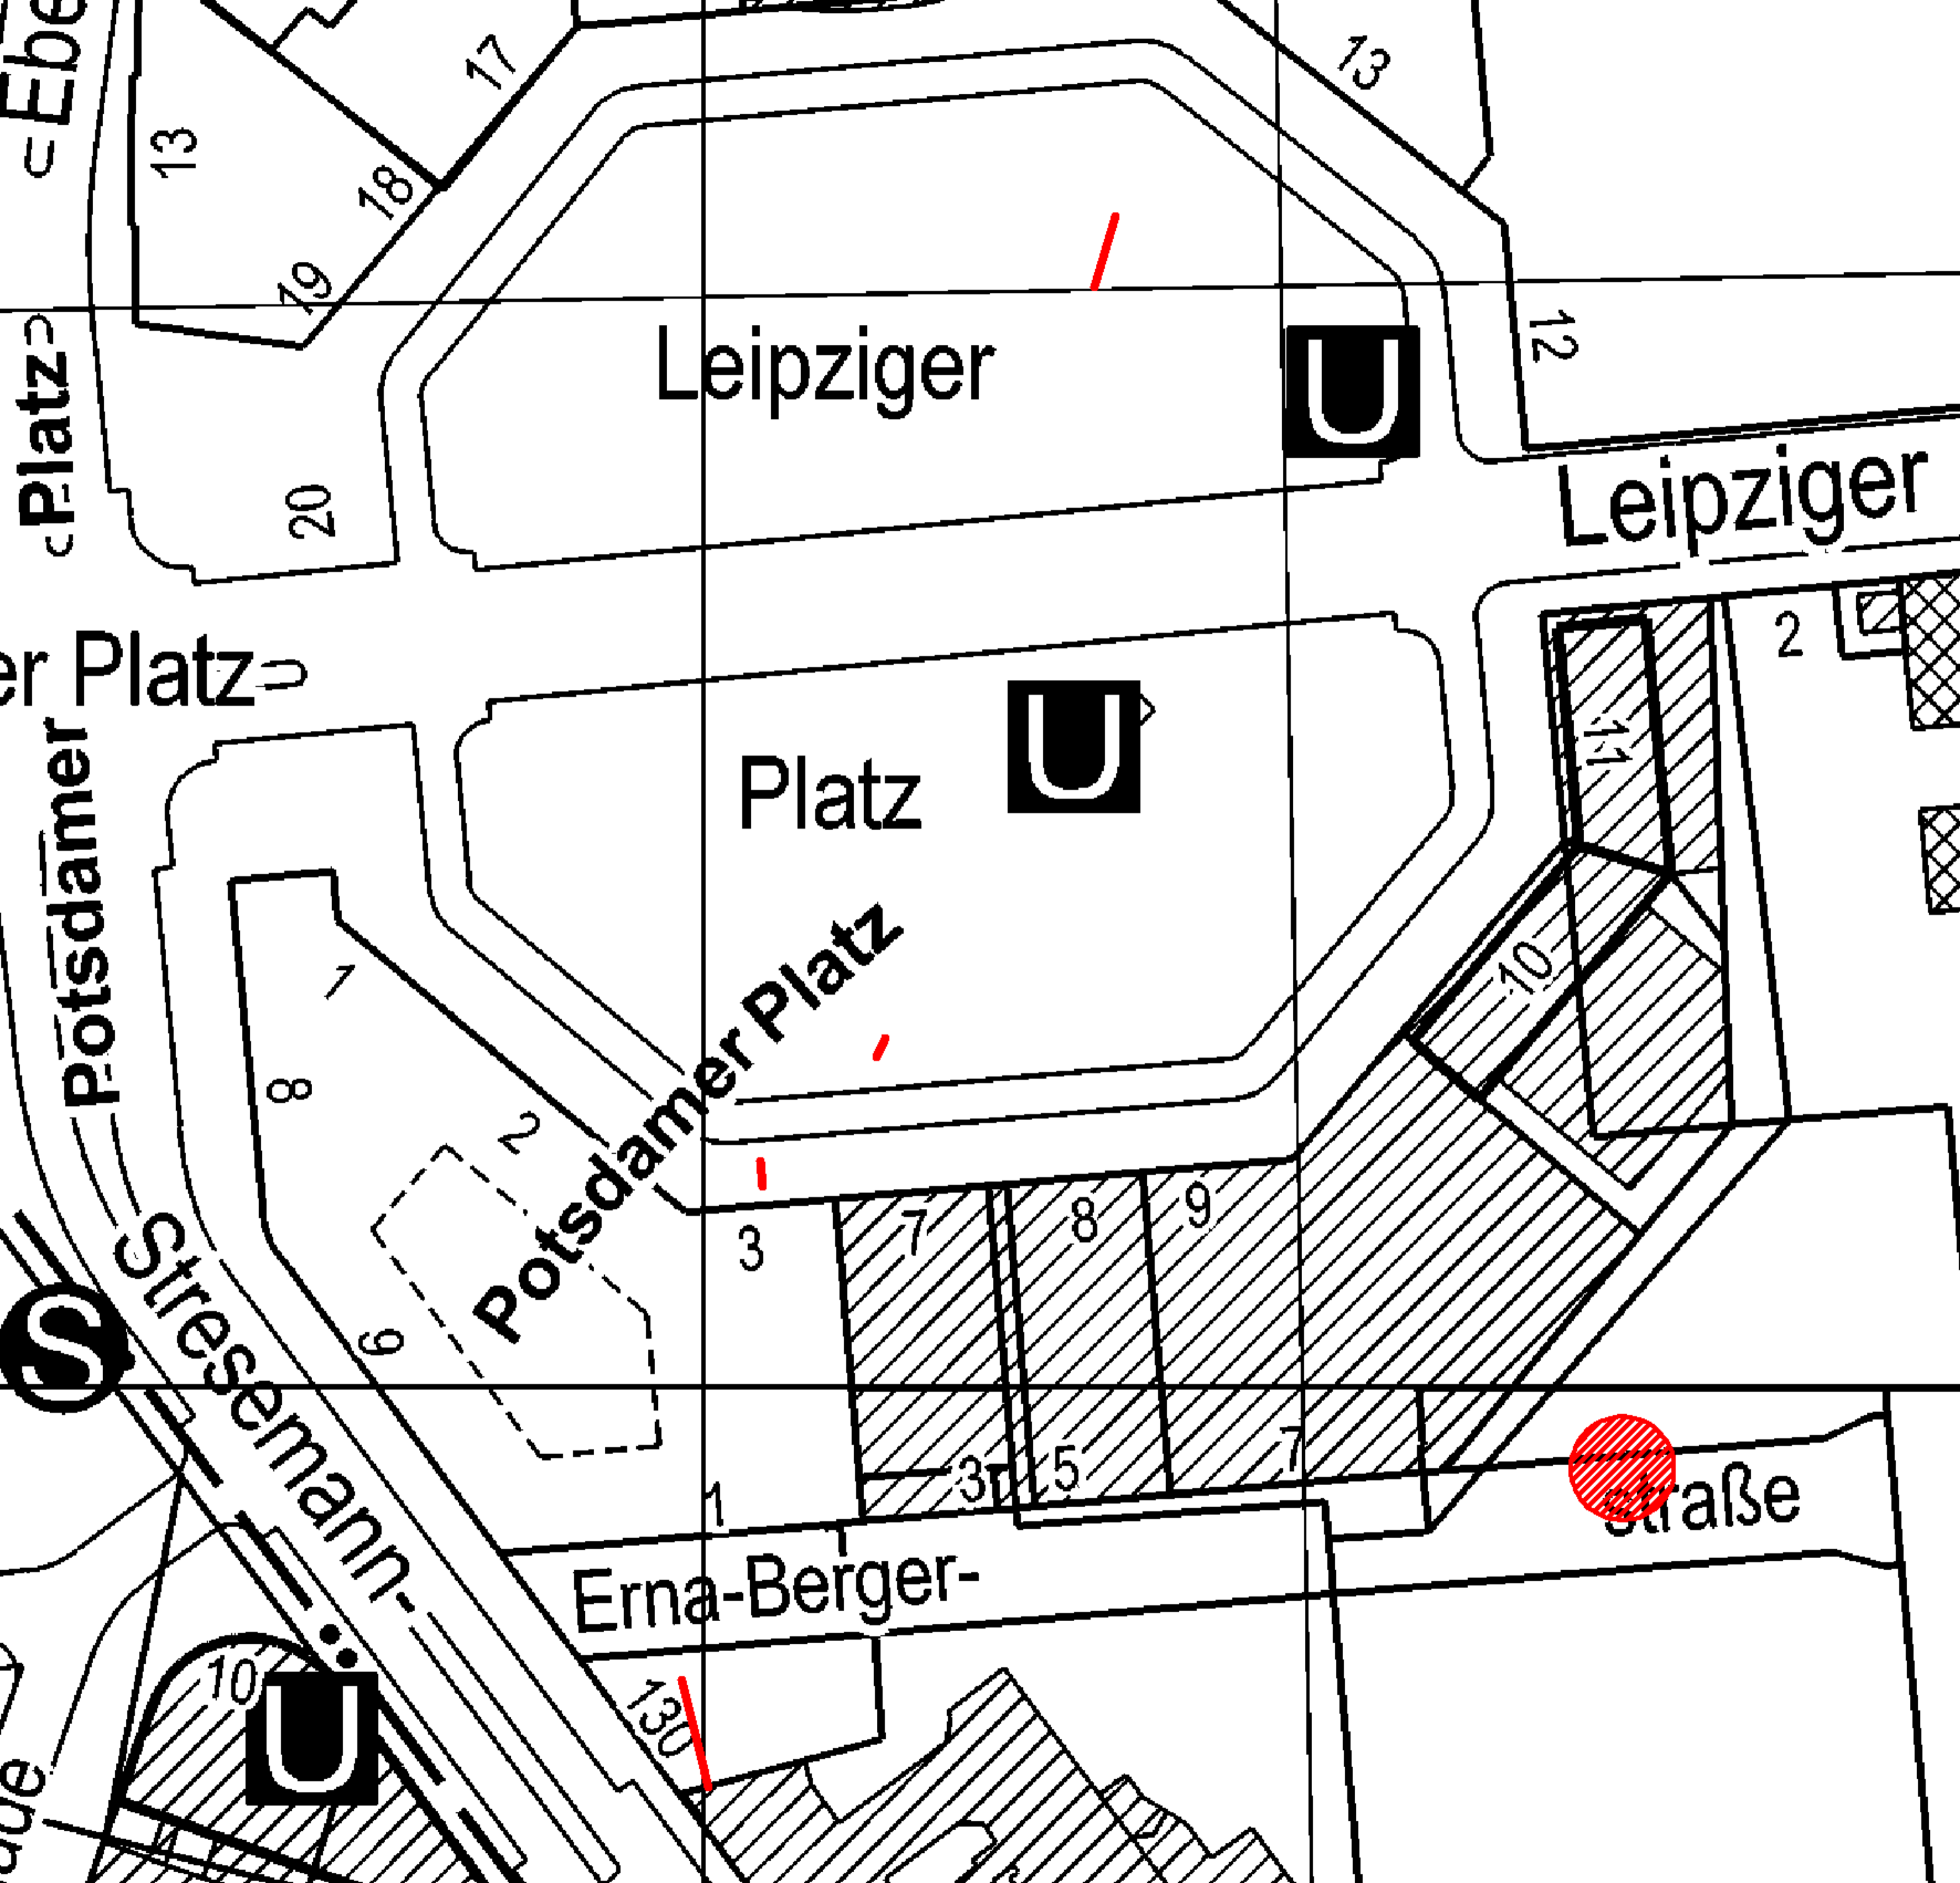 Ebe
17
13
13
18
19
12
Platz
Leipziger
U
20
Leipziger
er Platz
2
Potsdamer
Platz
U
11
10
1
8
2
Potsdamer Platz
3
7
8
9
Stresemann-
S
6
3
5
7
1
straße
Erna-Berger-
130
10
U